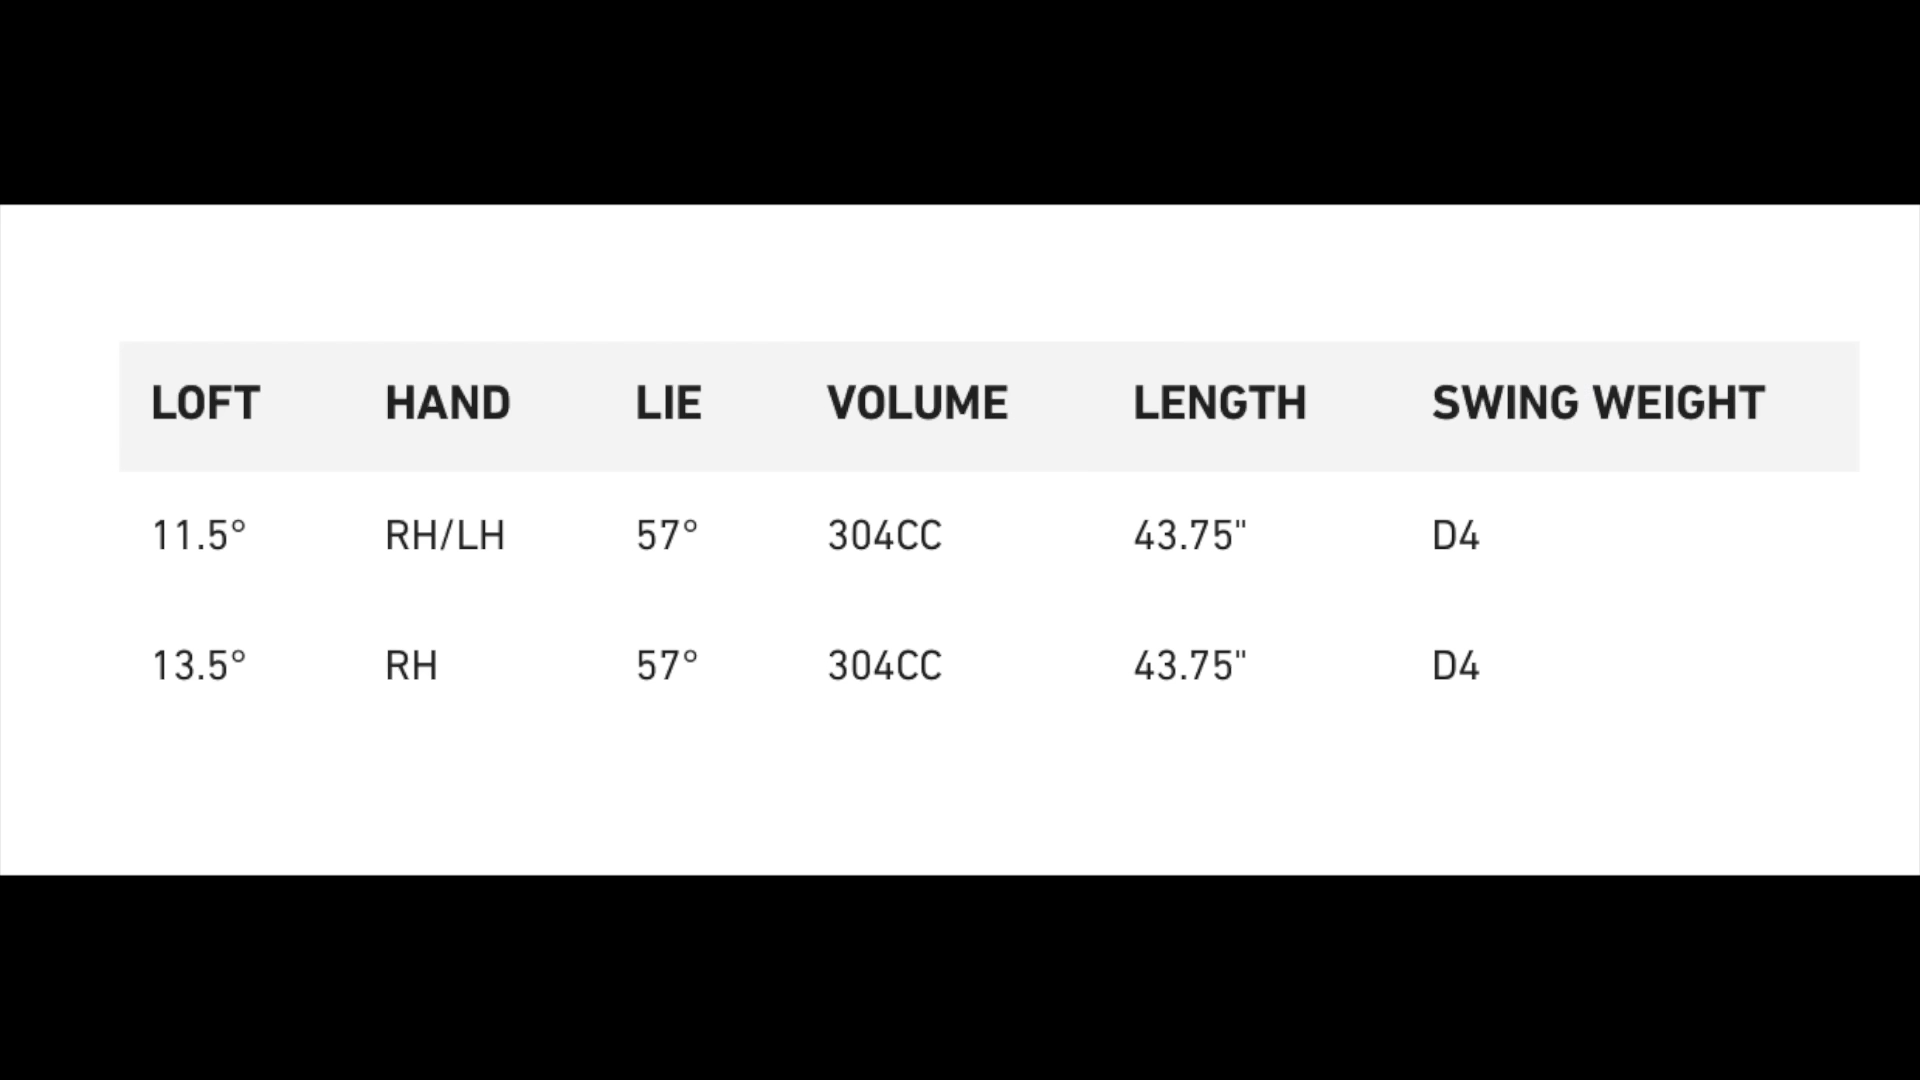 LOFT HAND LIE VOLUME LENGTH SWING WEIGHT
11.5° RH/LH 57° 304CC 43.75" D4
13.5° RH 57° 304CC 43.75" D4